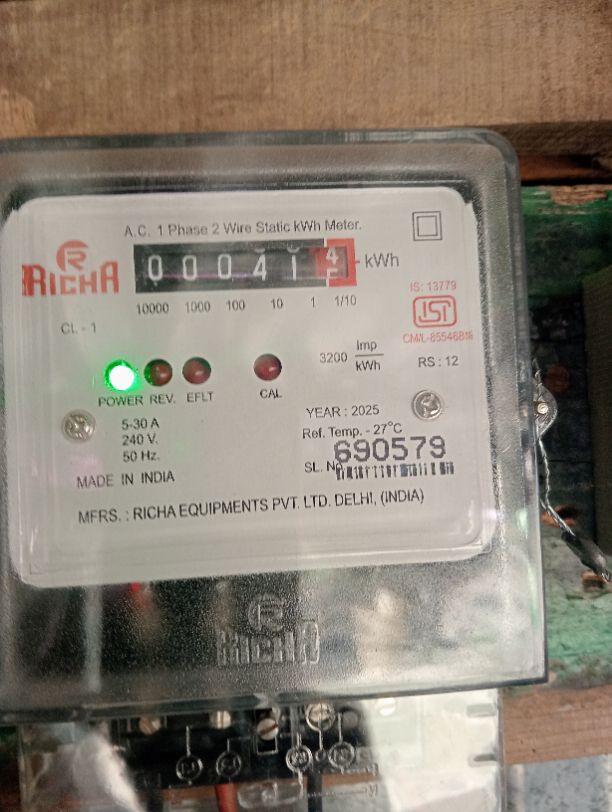 A.C. 1 Phase 2 Wire Static kWh Meter.
RICHA
0 0 0 4 1 4 kWh
10000 1000 100 10 1 1/10
IS: 13779
ISI
CL - 1
3200 Imp/kWh
RS : 12
POWER REV. EFLT CAL
5-30 A
240 V.
50 Hz.
YEAR : 2025
Ref. Temp. - 27°C
690579
SL. No
MADE IN INDIA
MFRS. : RICHA EQUIPMENTS PVT. LTD. DELHI, (INDIA)
RICHA